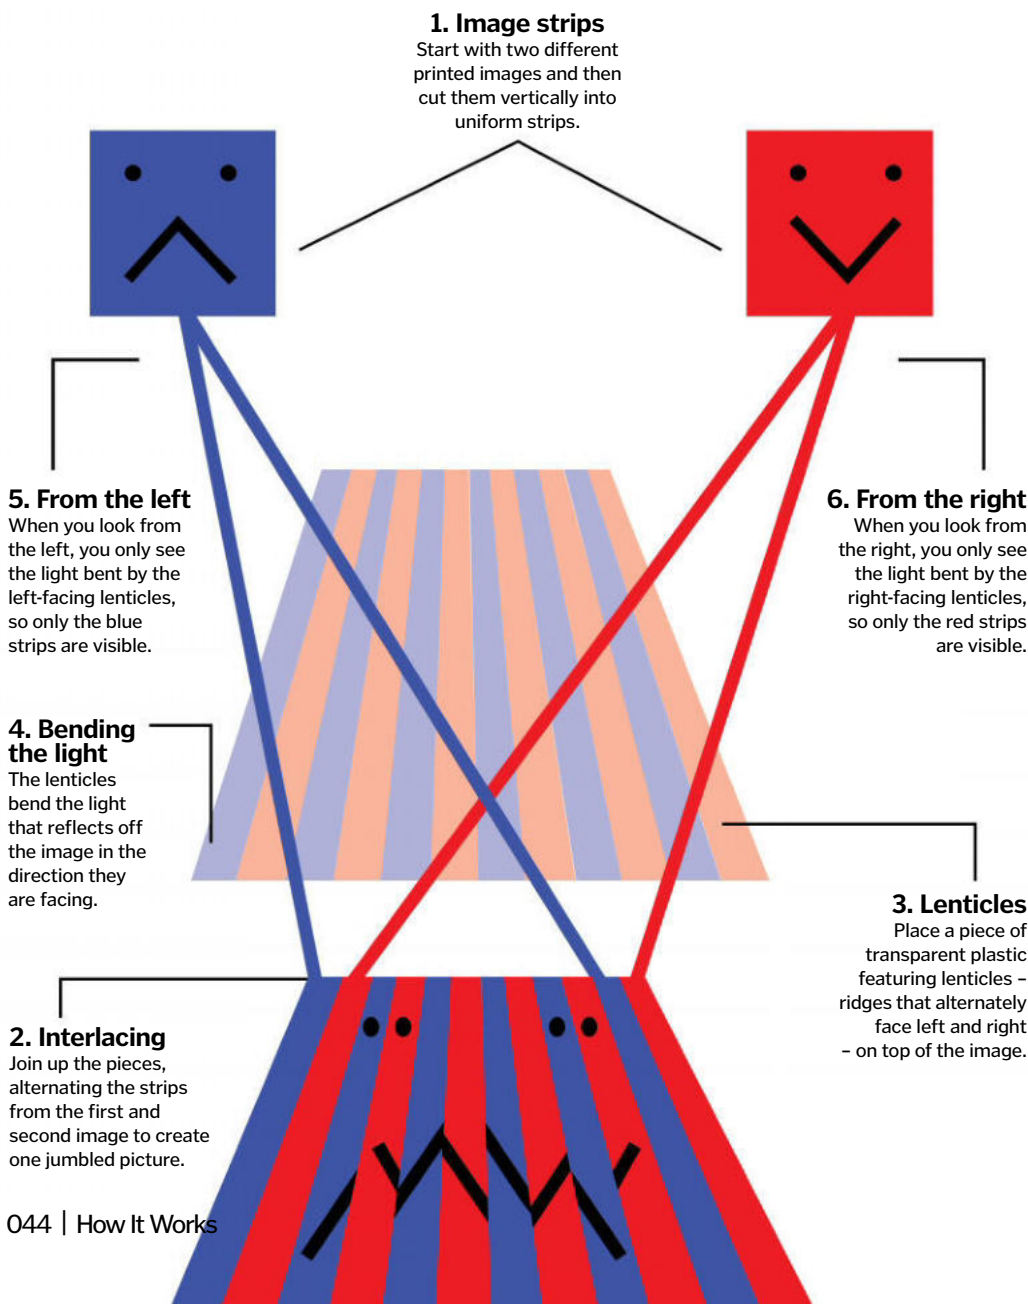 1. Image strips
Start with two different
printed images and then
cut them vertically into
uniform strips.
5. From the left
When you look from
the left, you only see
the light bent by the
left-facing lenticles,
so only the blue
strips are visible.
6. From the right
When you look from
the right, you only see
the light bent by the
right-facing lenticles,
so only the red strips
are visible.
4. Bending
the light
The lenticles
bend the light
that reflects off
the image in the
direction they
are facing.
3. Lenticles
Place a piece of
transparent plastic
featuring lenticles –
ridges that alternately
face left and right
– on top of the image.
2. Interlacing
Join up the pieces,
alternating the strips
from the first and
second image to create
one jumbled picture.
044 | How It Works